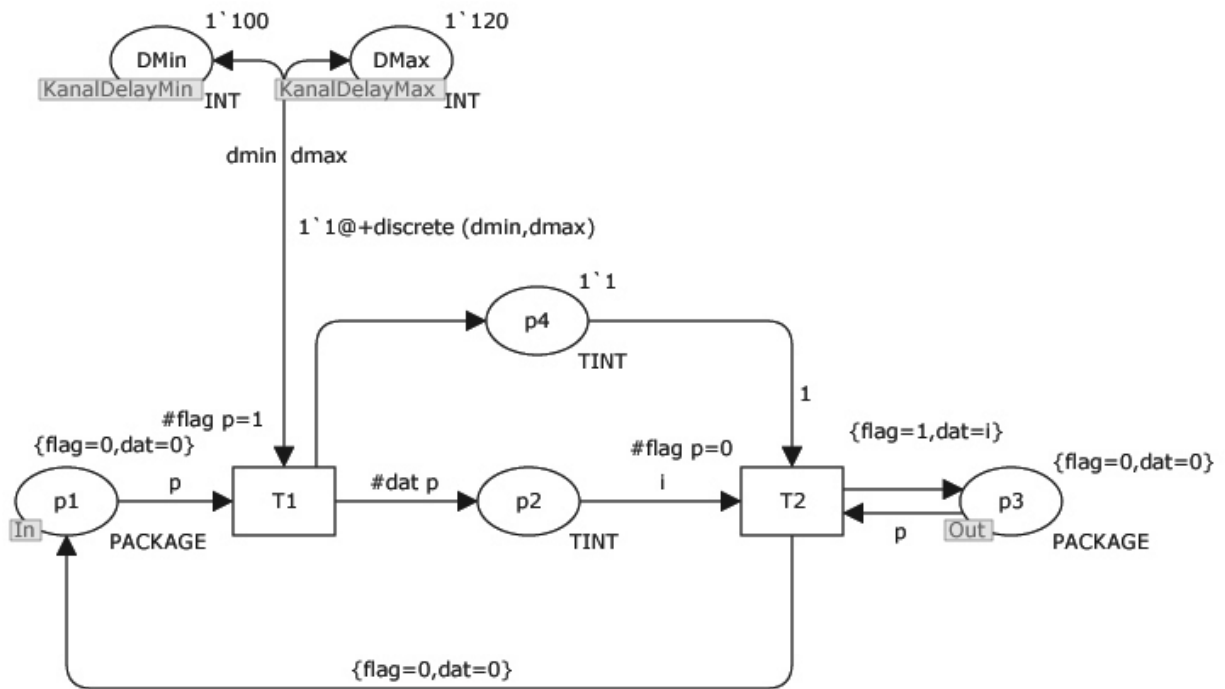 1`100
1`120
DMin
DMax
KanalDelayMin
INT
KanalDelayMax
INT
dmin
dmax
1`1@+discrete (dmin,dmax)
1`1
p4
TINT
1
#flag p=1
{flag=0,dat=0}
p1
In
PACKAGE
p
T1
#dat p
p2
TINT
i
#flag p=0
T2
{flag=1,dat=i}
{flag=0,dat=0}
p3
Out
PACKAGE
p
{flag=0,dat=0}